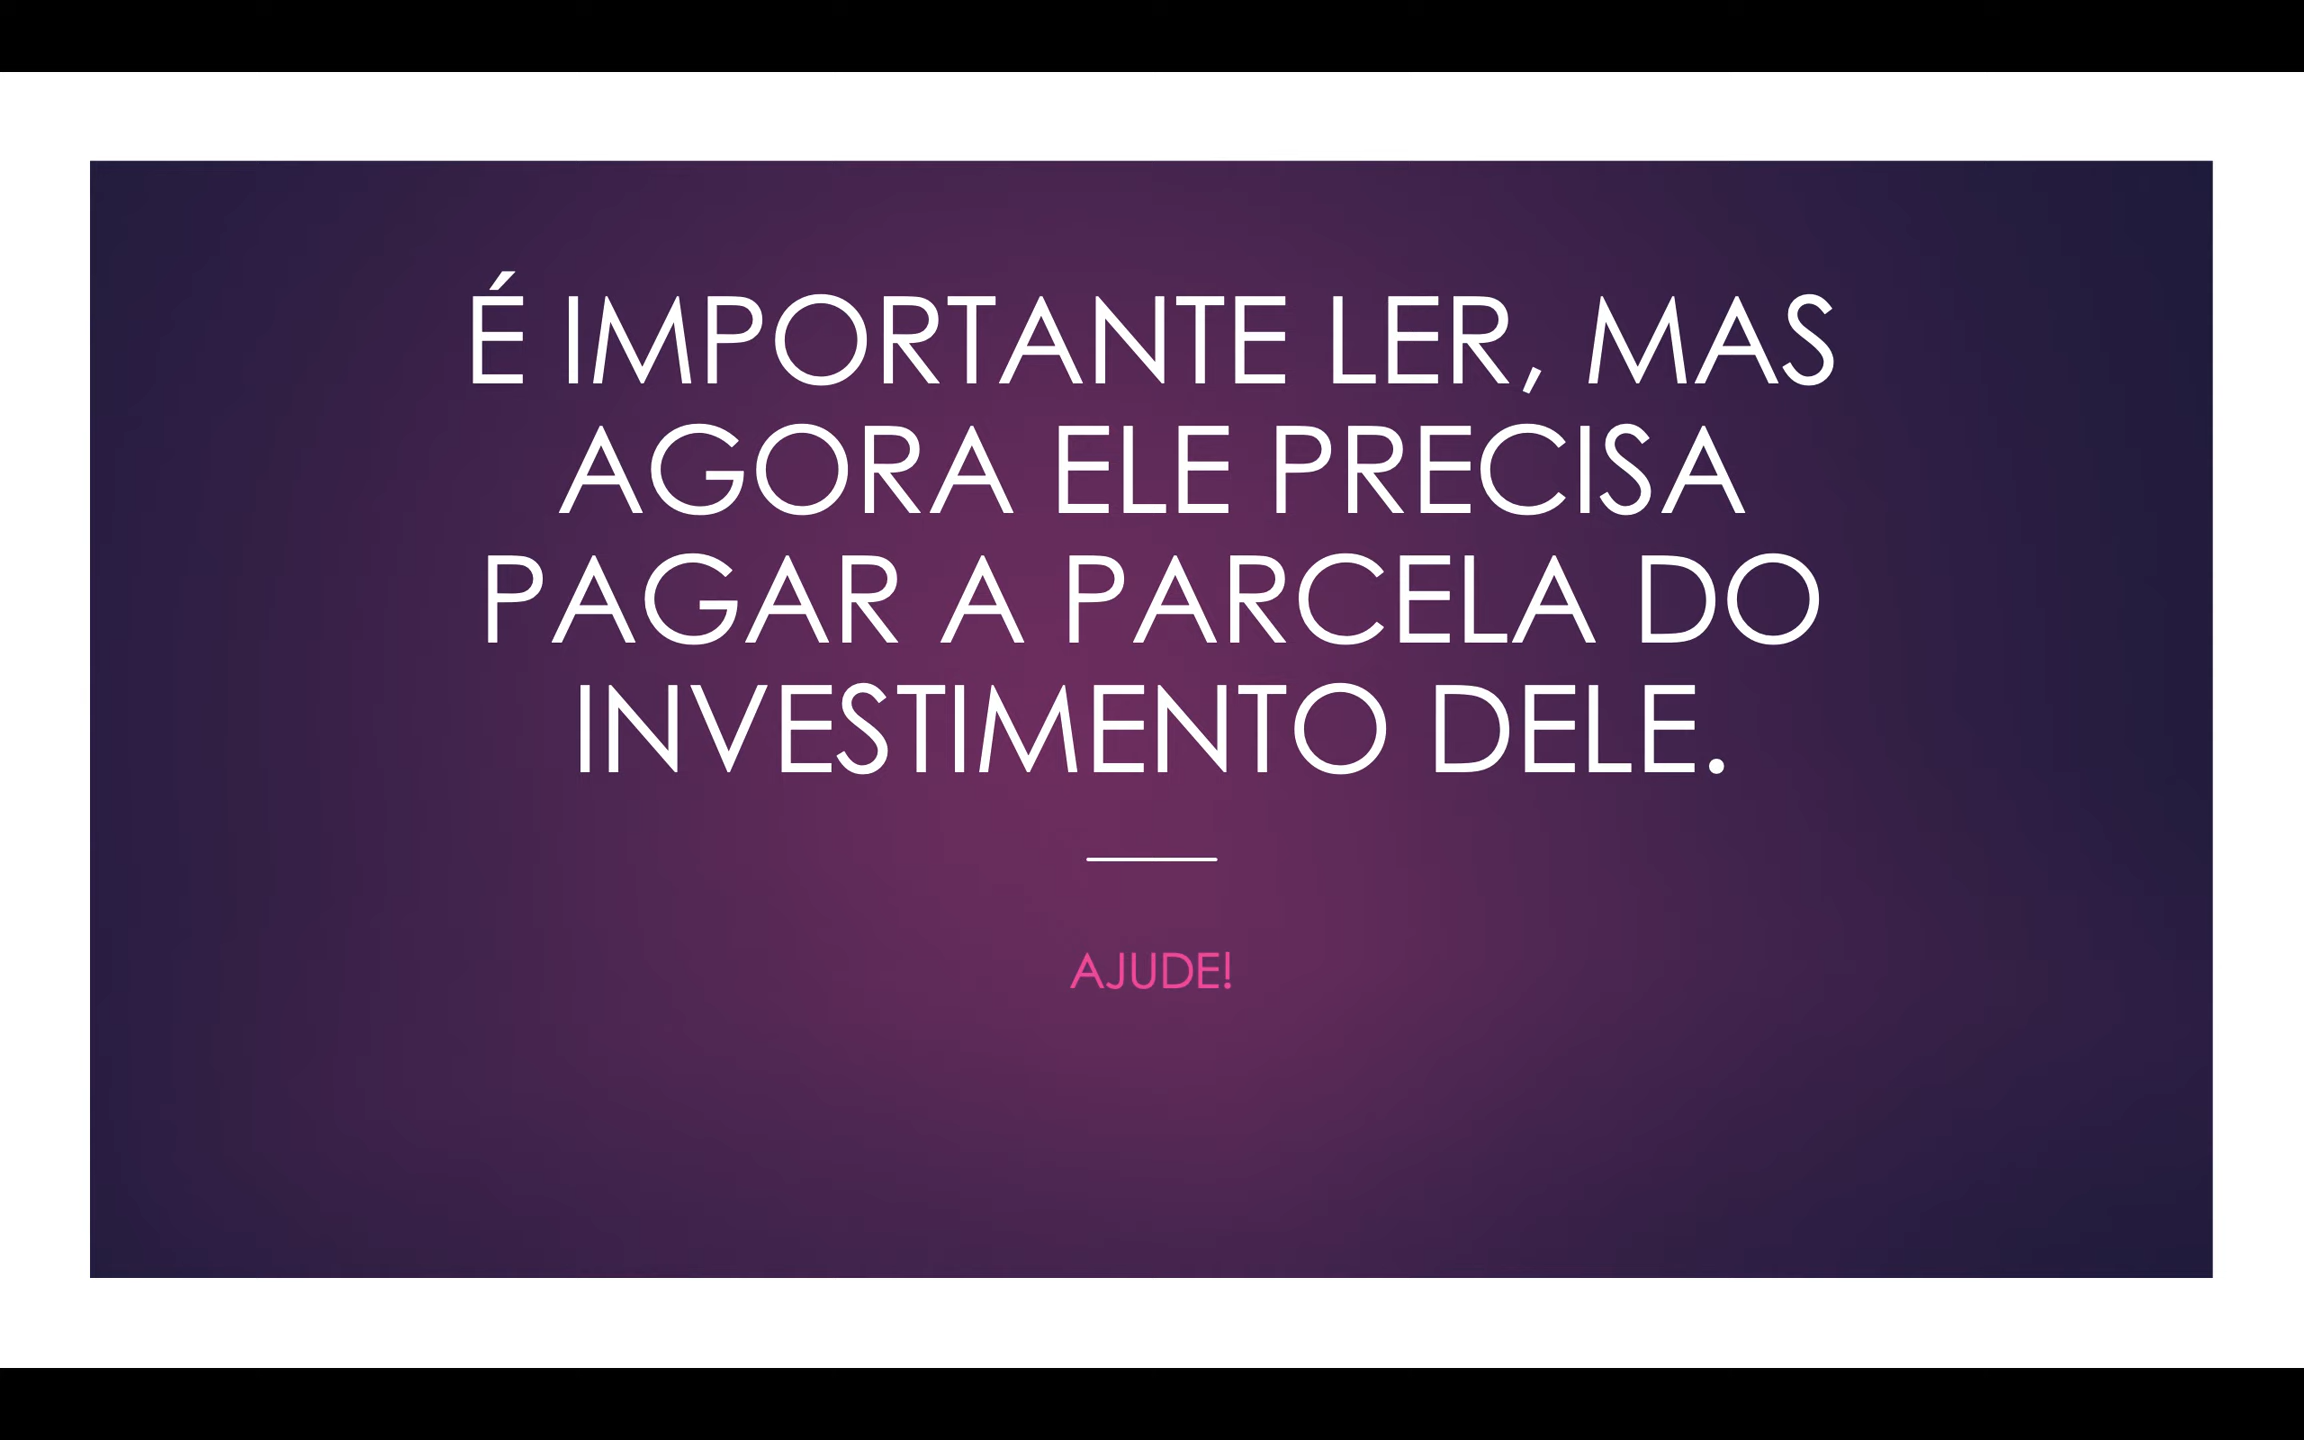 É IMPORTANTE LER, MAS
AGORA ELE PRECISA
PAGAR A PARCELA DO
INVESTIMENTO DELE.
AJUDE!